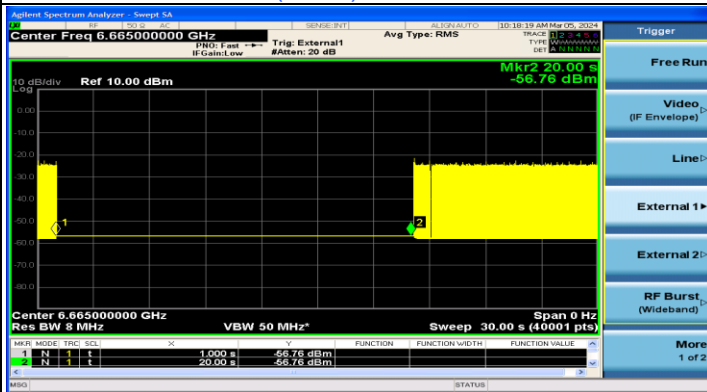 Agilent Spectrum Analyzer - Swept SA
RF 50 Ω AC SENSE:INT ALIGNAUTO 10:18:19 AM Mar 05, 2024
Center Freq 6.665000000 GHz
PNO: Fast
IFGain:Low
Trig: External1
#Atten: 20 dB
Avg Type: RMS
TRACE 1 2 3 4 5 6
TYPE
DET A N N N N N
Mkr2 20.00 s
-56.76 dBm
10 dB/div Ref 10.00 dBm
Log
0.00
-10.0
-20.0
-30.0
-40.0
-50.0
-60.0
-70.0
-80.0
1
2
Center 6.665000000 GHz Span 0 Hz
Res BW 8 MHz VBW 50 MHz* Sweep 30.00 s (40001 pts)
MKR MODE TRC SCL X Y FUNCTION FUNCTION WIDTH FUNCTION VALUE
1 N 1 t 1.000 s -56.76 dBm
2 N 1 t 20.00 s -56.76 dBm
MSG STATUS
Trigger
Free Run
Video
(IF Envelope)
Line
External 1
External 2
RF Burst
(Wideband)
More
1 of 2